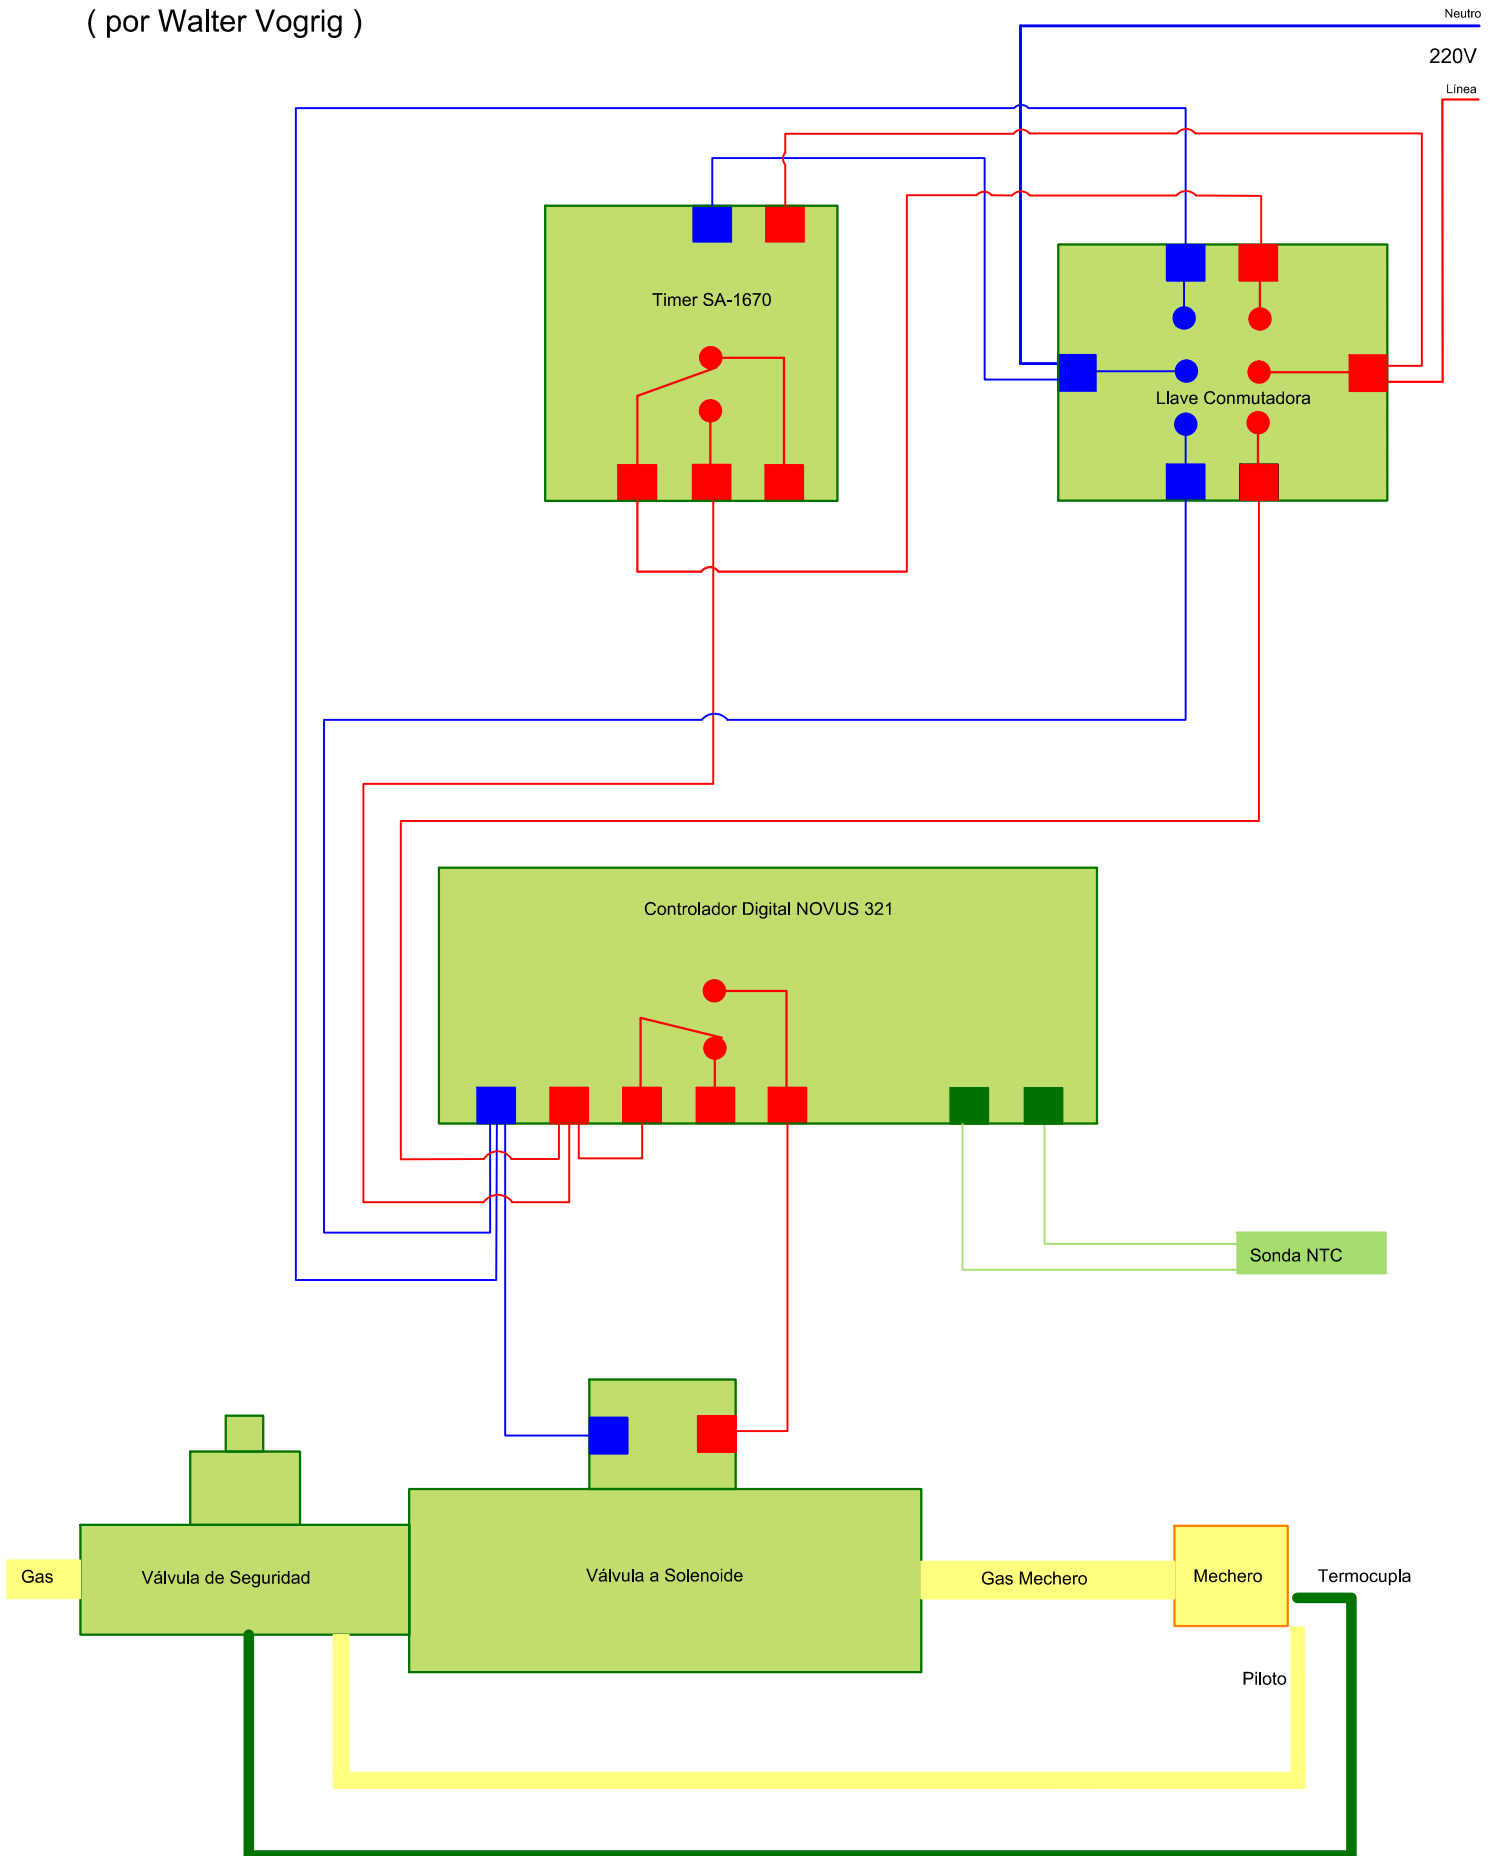 ( por Walter Vogrig )
Neutro
220V
Línea
Timer SA-1670
Llave Conmutadora
Controlador Digital NOVUS 321
Sonda NTC
Gas
Válvula de Seguridad
Válvula a Solenoide
Gas Mechero
Mechero
Termocupla
Piloto